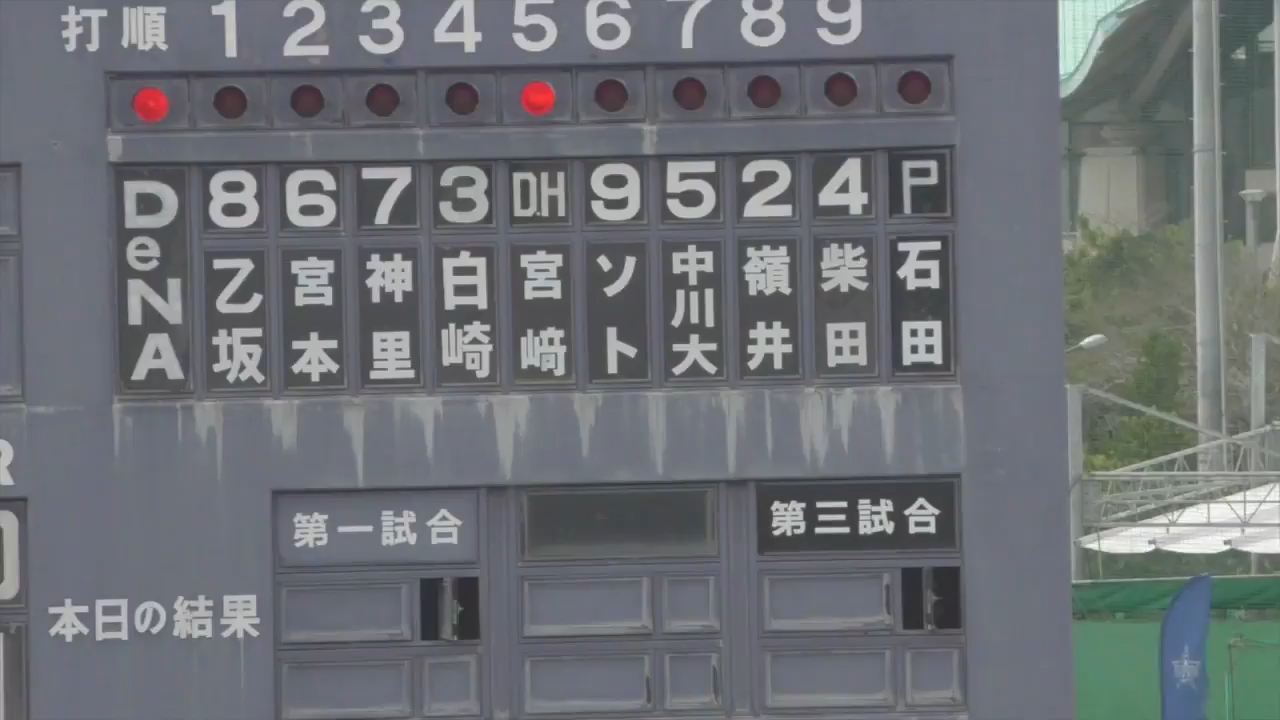 打順 1 2 3 4 5 6 7 8 9
DeNA 8 6 7 3 D.H 9 5 2 4 P
乙坂 宮本 神里 白崎 宮﨑 ソト 中川大 嶺井 柴田 石田
第一試合 第三試合
本日の結果